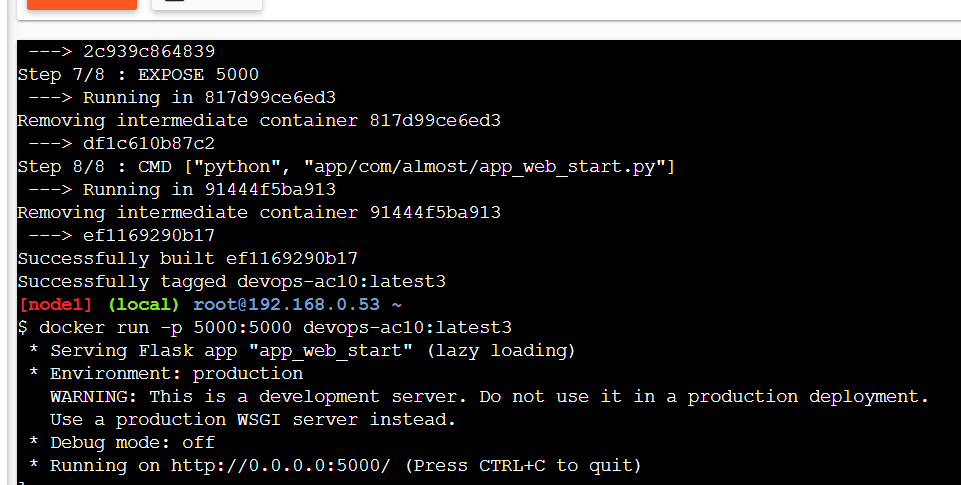 ---> 2c939c864839
Step 7/8 : EXPOSE 5000
---> Running in 817d99ce6ed3
Removing intermediate container 817d99ce6ed3
---> df1c610b87c2
Step 8/8 : CMD ["python", "app/com/almost/app_web_start.py"]
---> Running in 91444f5ba913
Removing intermediate container 91444f5ba913
---> ef1169290b17
Successfully built ef1169290b17
Successfully tagged devops-ac10:latest3
[node1] (local) root@192.168.0.53 ~
$ docker run -p 5000:5000 devops-ac10:latest3
* Serving Flask app "app_web_start" (lazy loading)
* Environment: production
WARNING: This is a development server. Do not use it in a production deployment.
Use a production WSGI server instead.
* Debug mode: off
* Running on http://0.0.0.0:5000/ (Press CTRL+C to quit)